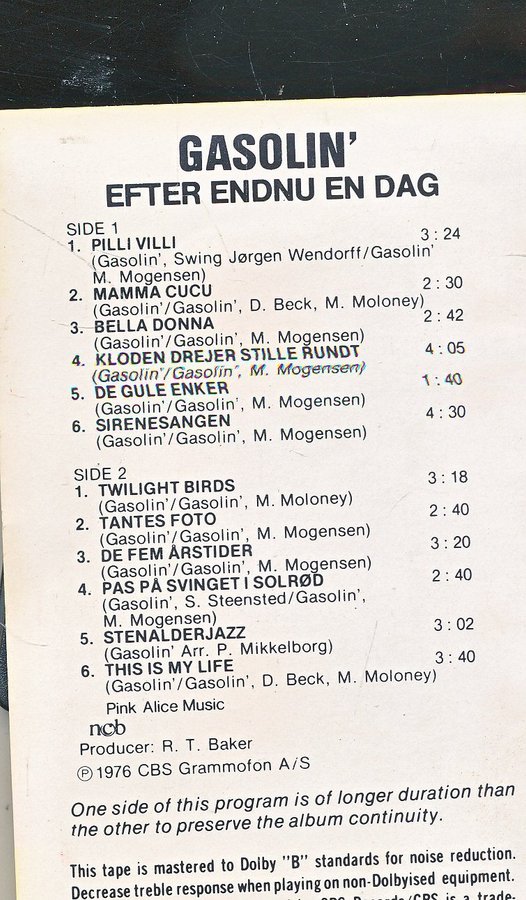 GASOLIN'
EFTER ENDNU EN DAG
SIDE 1
1. PILLI VILLI 3:24
(Gasolin', Swing Jørgen Wendorff/Gasolin'
M. Mogensen)
2. MAMMA CUCU 2:30
(Gasolin'/Gasolin', D. Beck, M. Moloney)
3. BELLA DONNA 2:42
(Gasolin'/Gasolin', M. Mogensen)
4. KLODEN DREJER STILLE RUNDT 4:05
(Gasolin'/Gasolin', M. Mogensen)
5. DE GULE ENKER 1:40
(Gasolin'/Gasolin', M. Mogensen)
6. SIRENESANGEN 4:30
(Gasolin'/Gasolin', M. Mogensen)
SIDE 2
1. TWILIGHT BIRDS 3:18
(Gasolin'/Gasolin', M. Moloney)
2. TANTES FOTO 2:40
(Gasolin'/Gasolin', M. Mogensen)
3. DE FEM ÅRSTIDER 3:20
(Gasolin'/Gasolin', M. Mogensen)
4. PAS PÅ SVINGET I SOLRØD 2:40
(Gasolin', S. Steensted/Gasolin',
M. Mogensen)
5. STENALDERJAZZ 3:02
(Gasolin' Arr. P. Mikkelborg)
6. THIS IS MY LIFE 3:40
(Gasolin'/Gasolin', D. Beck, M. Moloney)
Pink Alice Music
ncb
Producer: R. T. Baker
Ⓟ 1976 CBS Grammofon A/S
One side of this program is of longer duration than
the other to preserve the album continuity.
This tape is mastered to Dolby "B" standards for noise reduction.
Decrease treble response when playing on non-Dolbyised equipment.
CBS Records/CBS is a trade-